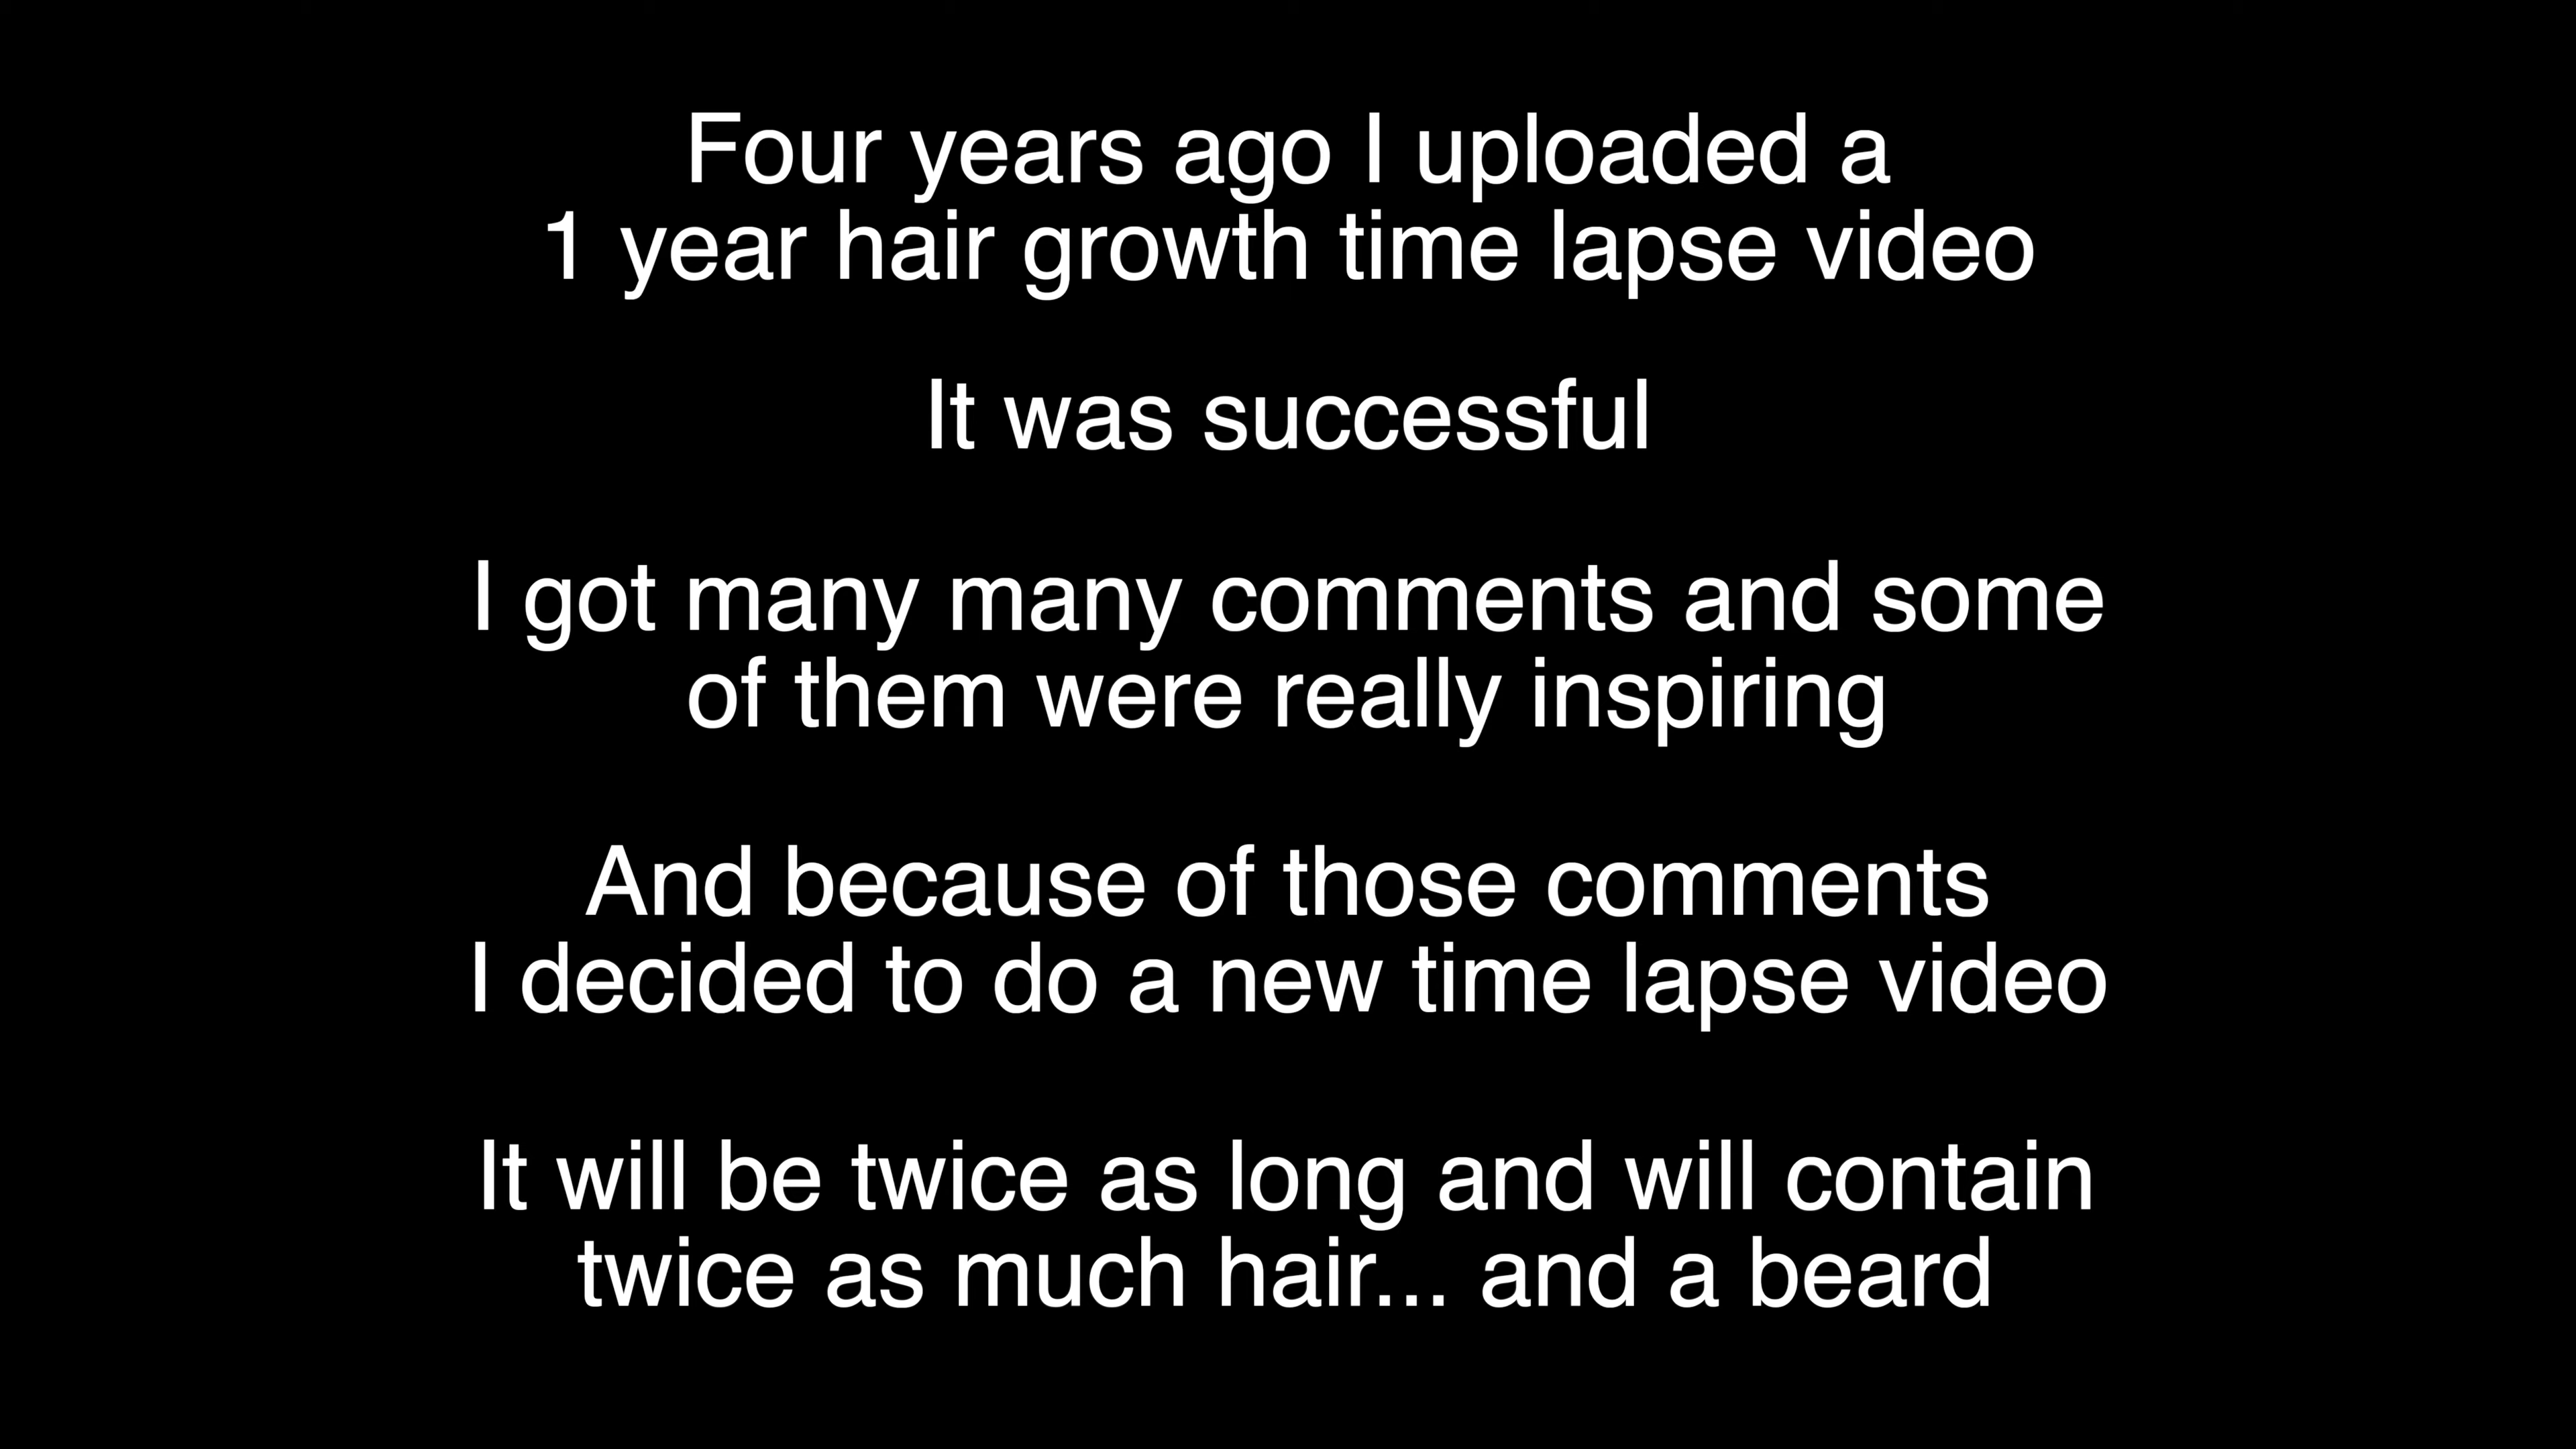 Four years ago I uploaded a
1 year hair growth time lapse video
It was successful
I got many many comments and some
of them were really inspiring
And because of those comments
I decided to do a new time lapse video
It will be twice as long and will contain
twice as much hair... and a beard